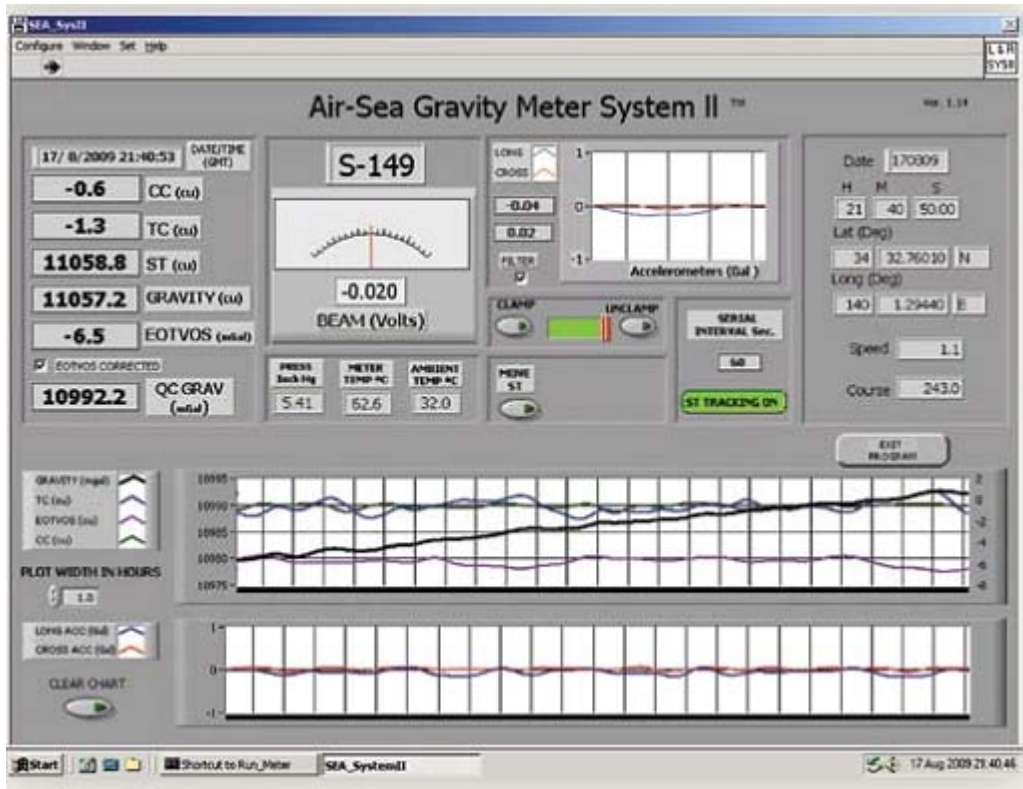 SEA_SysII
Configure Window Set Help
L & R
SYSII
Air-Sea Gravity Meter System II ™
Ver. 1.14
17/ 8/2009 21:40:53 DATE/TIME
(GMT)
-0.6 CC (cu)
-1.3 TC (cu)
11058.8 ST (cu)
11057.2 GRAVITY (cu)
-6.5 EOTVOS (mGal)
EOTVOS CORRECTED
10992.2 QC GRAV
(mGal)
S-149
-0.020
BEAM (Volts)
PRESS
Inch Hg
5.41
METER
TEMP ºC
62.6
AMBIENT
TEMP ºC
32.0
LONG
CROSS
-0.04
0.02
FILTER
1
0
-1
Accelerometers (Gal )
CLAMP
UNCLAMP
MOVE
ST
SERIAL
INTERVAL Sec.
60
ST TRACKING ON
Date 170809
H M S
21 40 50.00
Lat (Deg)
34 32.76010 N
Long (Deg)
140 1.29440 E
Speed 1.1
Course 243.0
EXIT
PROGRAM
GRAVITY (mgal)
TC (cu)
EOTVOS (cu)
CC (cu)
PLOT WIDTH IN HOURS
1.0
10995
10990
10985
10980
10975
2
0
-2
-4
-6
-8
LONG ACC (Gal)
CROSS ACC (Gal)
CLEAR CHART
1
0
-1
Start
Shortcut to Run_Meter
SEA_SystemII
17 Aug 2009 21:40:46